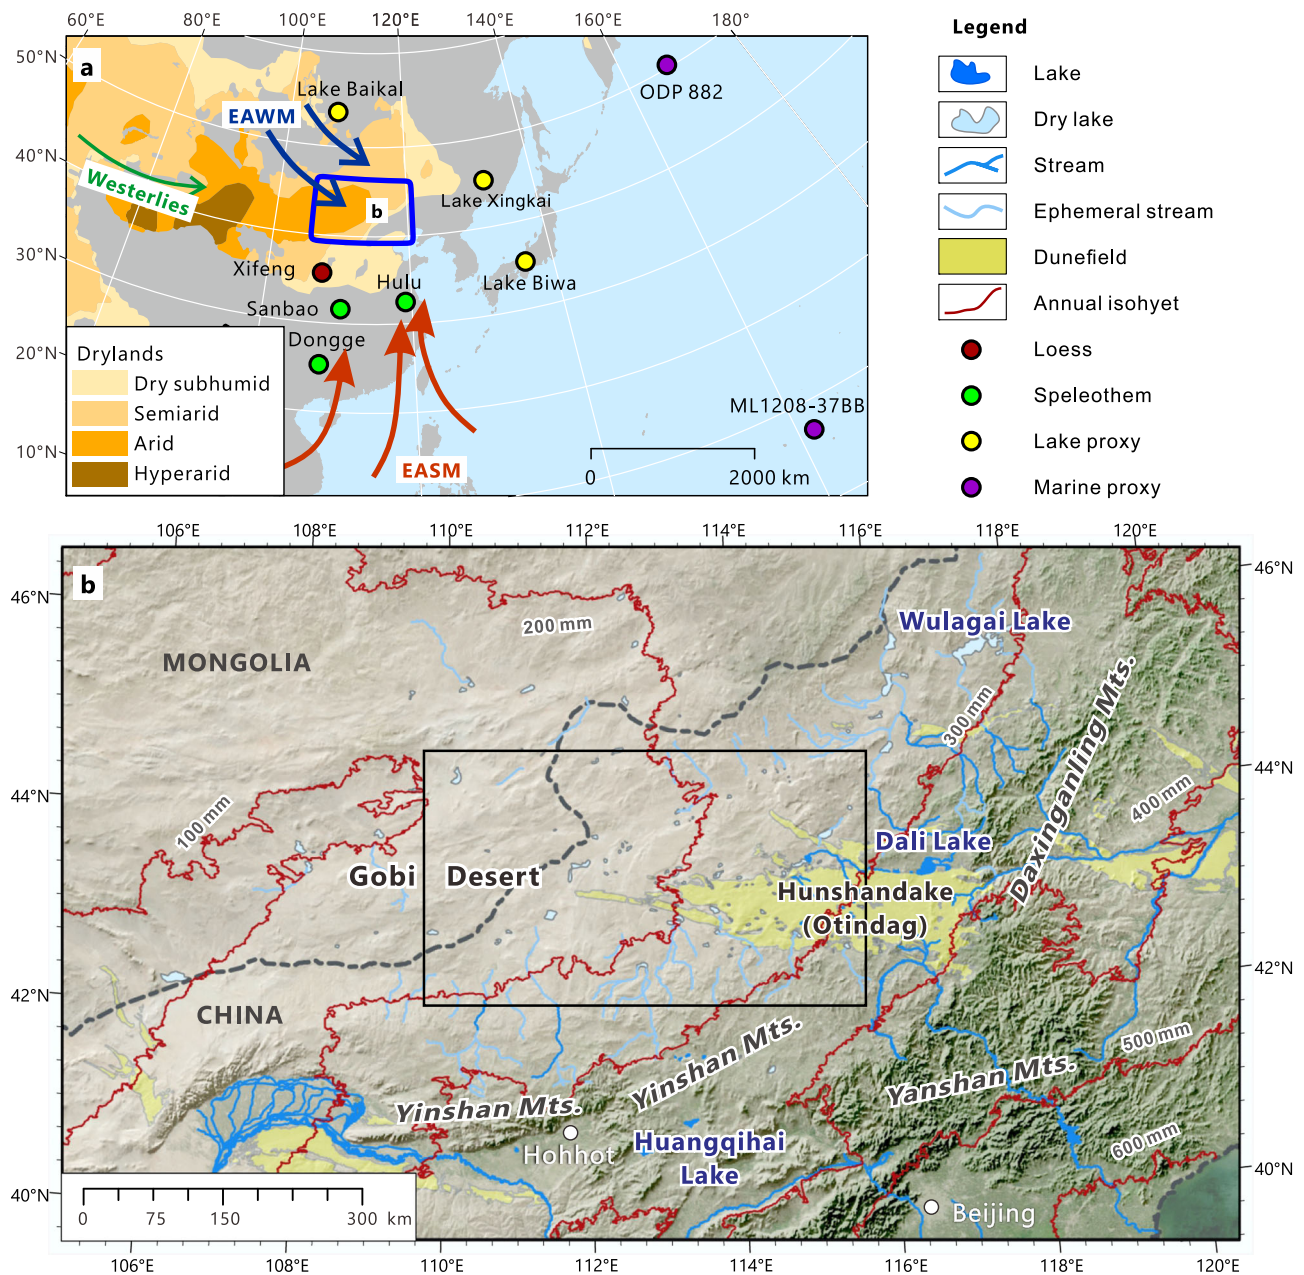 60°E 80°E 100°E 120°E 140°E 160°E 180°
50°N
40°N
30°N
20°N
10°N
a
Lake Baikal
EAWM
ODP 882
Westerlies
b
Lake Xingkai
Xifeng
Hulu
Lake Biwa
Sanbao
Dongge
ML1208-37BB
EASM
0 2000 km
Drylands
Dry subhumid
Semiarid
Arid
Hyperarid
Legend
Lake
Dry lake
Stream
Ephemeral stream
Dunefield
Annual isohyet
Loess
Speleothem
Lake proxy
Marine proxy
106°E 108°E 110°E 112°E 114°E 116°E 118°E 120°E
b
46°N 46°N
200 mm
Wulagai Lake
MONGOLIA
300 mm
Daxinganling Mts.
44°N 44°N
100 mm
400 mm
Dali Lake
Gobi Desert
Hunshandake
(Otindag)
42°N 42°N
CHINA
500 mm
Yinshan Mts.
Yanshan Mts.
Yinshan Mts.
Hohhot
Huangqihai
Lake
600 mm
40°N 40°N
Beijing
0 75 150 300 km
106°E 108°E 110°E 112°E 114°E 116°E 118°E 120°E